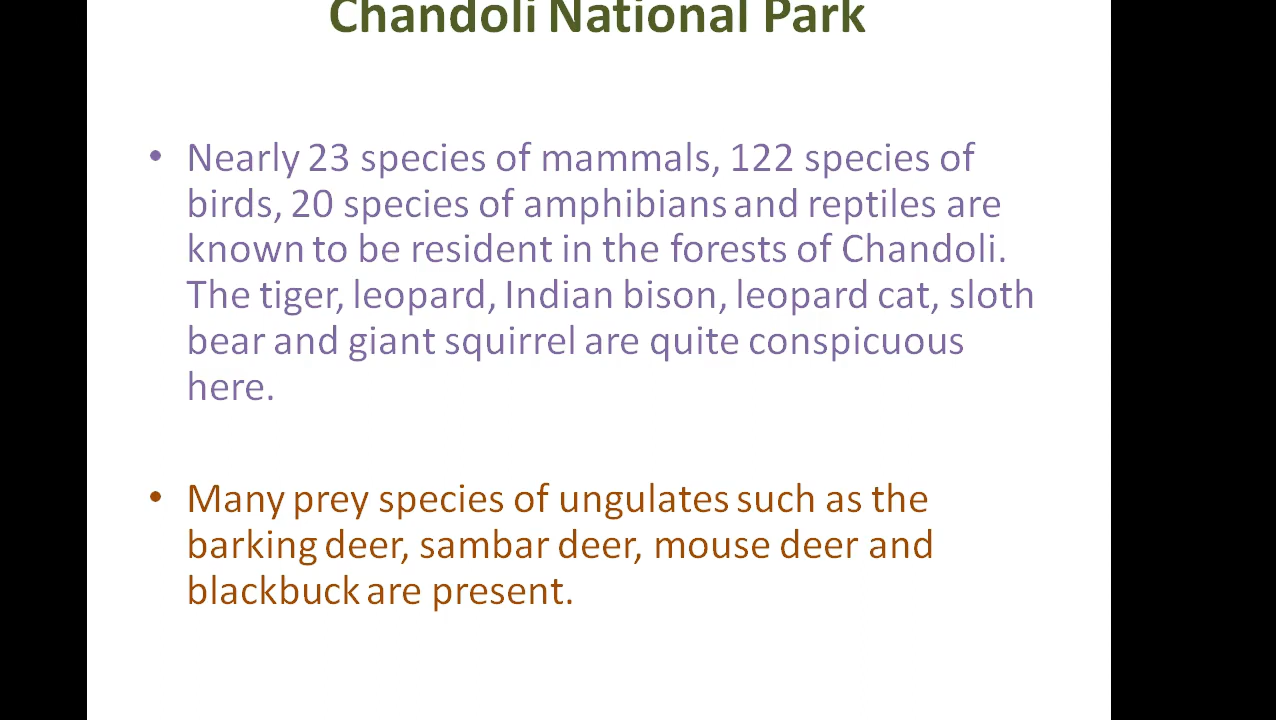 Chandoli National Park
• Nearly 23 species of mammals, 122 species of
birds, 20 species of amphibians and reptiles are
known to be resident in the forests of Chandoli.
The tiger, leopard, Indian bison, leopard cat, sloth
bear and giant squirrel are quite conspicuous
here.
• Many prey species of ungulates such as the
barking deer, sambar deer, mouse deer and
blackbuck are present.